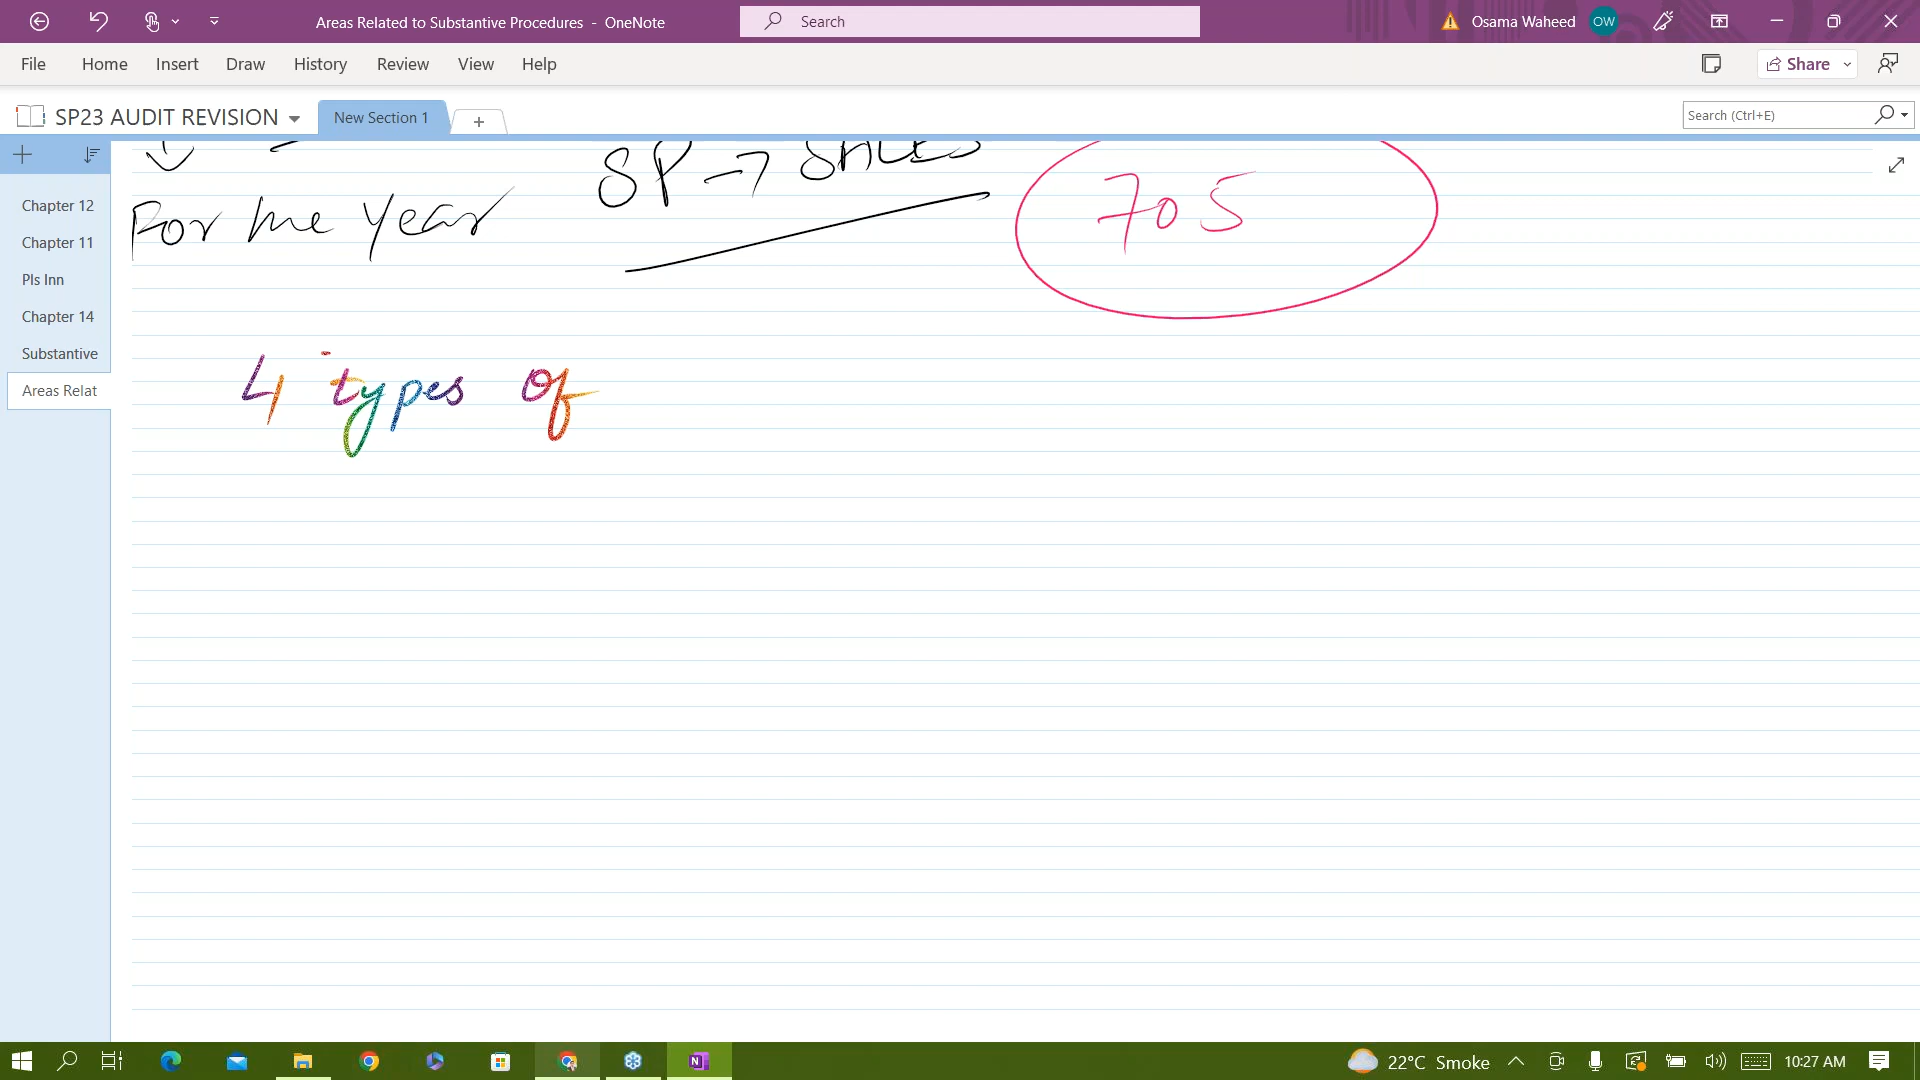 Areas Related to Substantive Procedures - OneNote
Search
Osama Waheed OW
File Home Insert Draw History Review View Help
Share
SP23 AUDIT REVISION
New Section 1
Search (Ctrl+E)
Chapter 12
Chapter 11
Pls Inn
Chapter 14
Substantive
Areas Relat
SP → SALES
For the Year
705
4 types of
22°C Smoke
10:27 AM